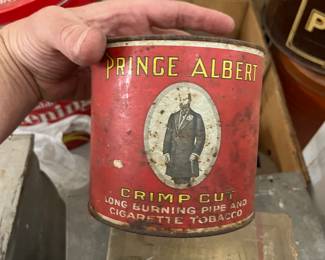 PRINCE ALBERT
CRIMP CUT
LONG BURNING PIPE AND
CIGARETTE TOBACCO